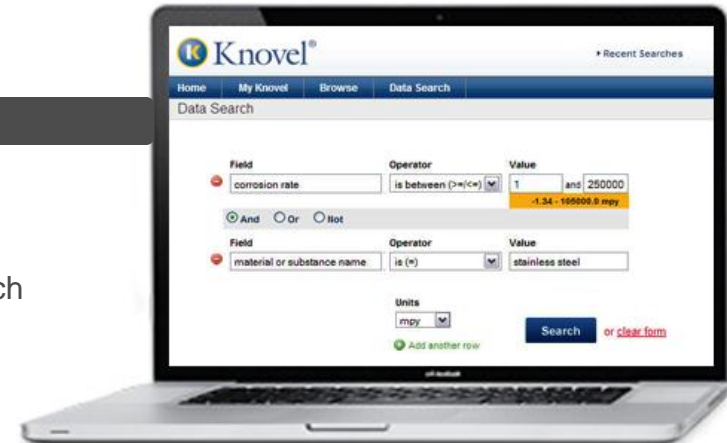 Knovel®
Recent Searches
Home My Knovel Browse Data Search
Data Search
Field Operator Value
corrosion rate is between (>=/<=) 1 and 250000
-1.34 - 105000.0 mpy
And Or Not
Field Operator Value
material or substance name is (=) stainless steel
ch
Units
mpy
Search or clear form
Add another row